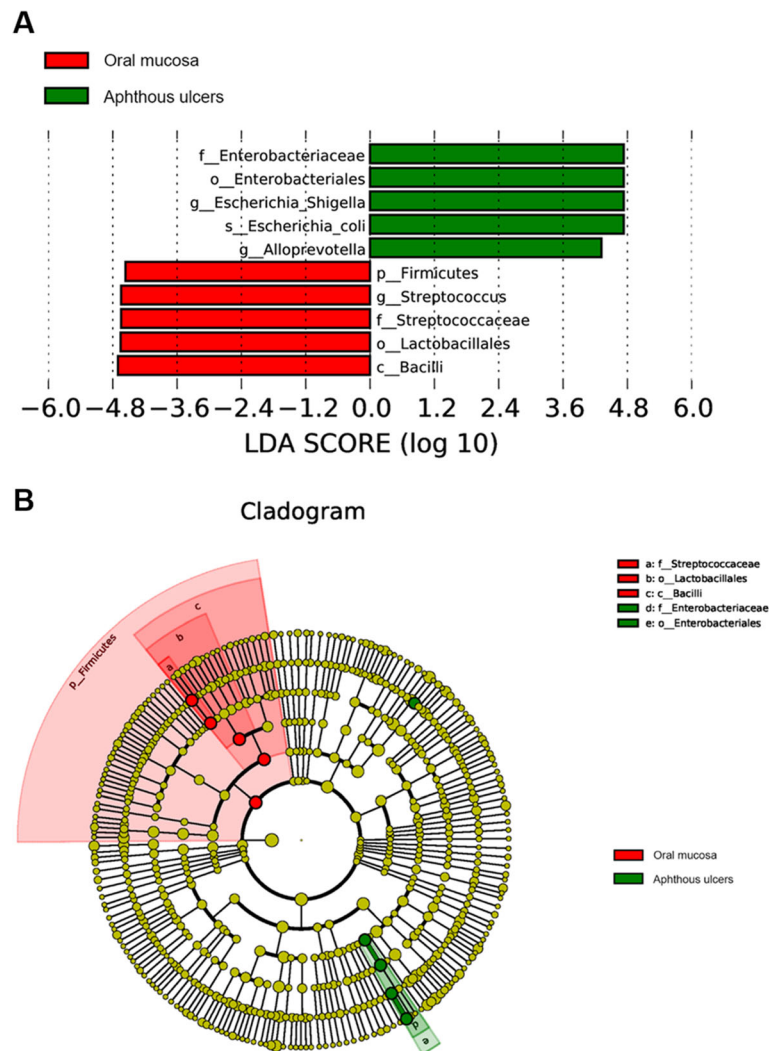 A
Oral mucosa
Aphthous ulcers
f__Enterobacteriaceae
o__Enterobacteriales
g__Escherichia_Shigella
s__Escherichia_coli
g__Alloprevotella
p__Firmicutes
g__Streptococcus
f__Streptococcaceae
o__Lactobacillales
c__Bacilli
−6.0 −4.8 −3.6 −2.4 −1.2 0.0 1.2 2.4 3.6 4.8 6.0
LDA SCORE (log 10)
B
Cladogram
a: f__Streptococcaceae
b: o__Lactobacillales
c: c__Bacilli
d: f__Enterobacteriaceae
e: o__Enterobacteriales
c
b
a
p__Firmicutes
Oral mucosa
Aphthous ulcers
d
e